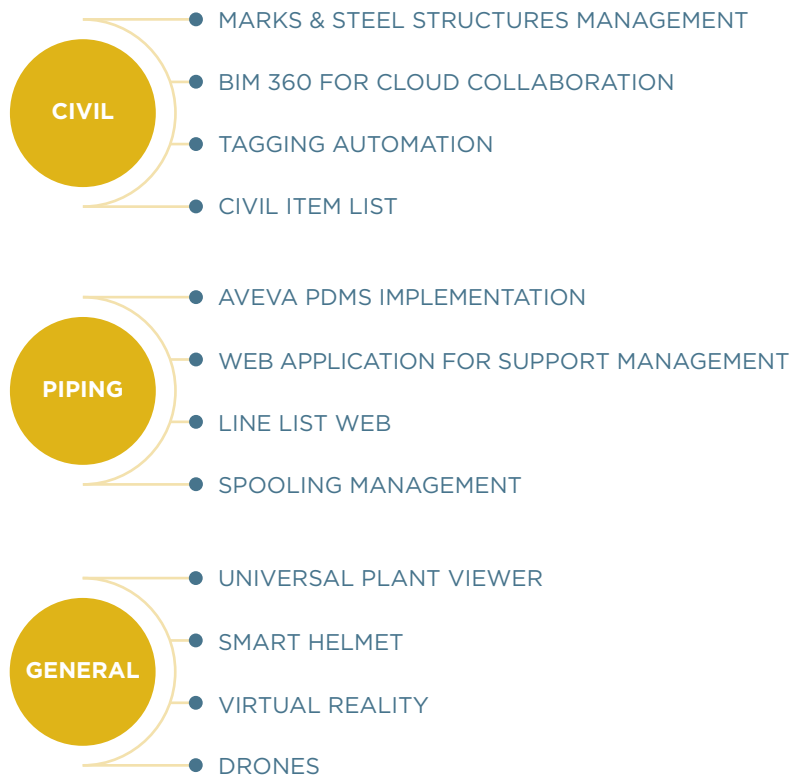 CIVIL
MARKS & STEEL STRUCTURES MANAGEMENT
BIM 360 FOR CLOUD COLLABORATION
TAGGING AUTOMATION
CIVIL ITEM LIST
PIPING
AVEVA PDMS IMPLEMENTATION
WEB APPLICATION FOR SUPPORT MANAGEMENT
LINE LIST WEB
SPOOLING MANAGEMENT
GENERAL
UNIVERSAL PLANT VIEWER
SMART HELMET
VIRTUAL REALITY
DRONES